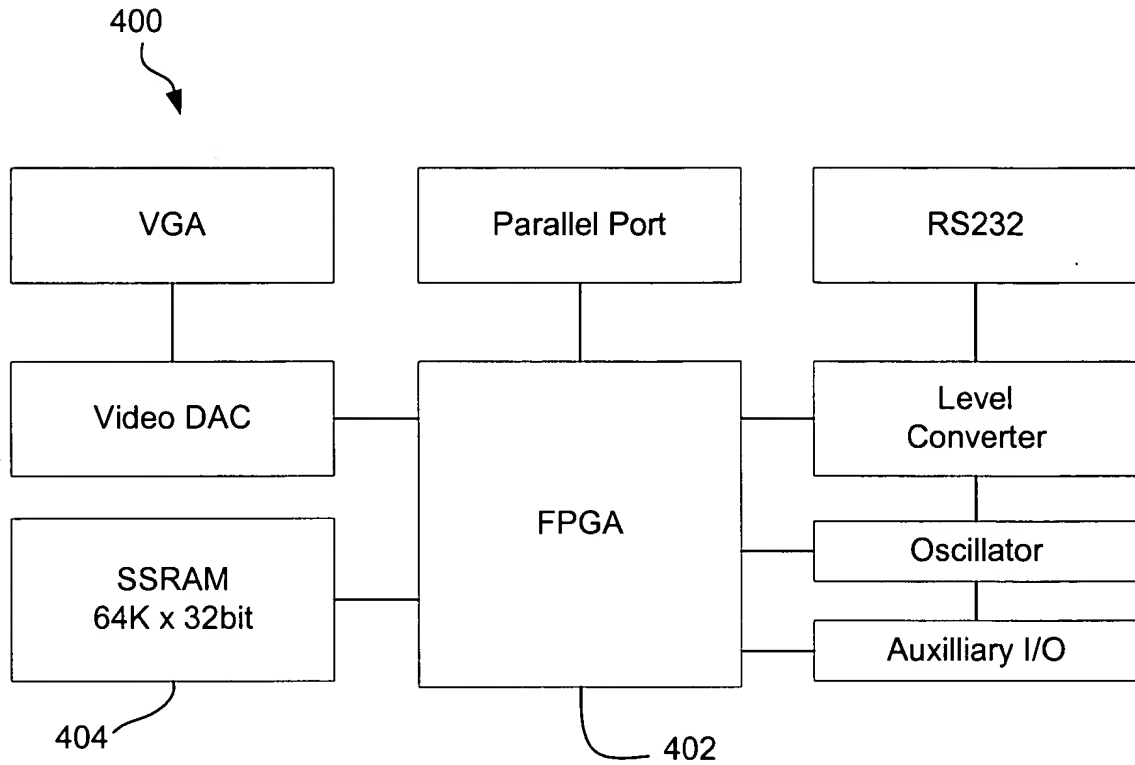 400
VGA
Parallel Port
RS232
Video DAC
FPGA
Level
Converter
SSRAM
64K x 32bit
Oscillator
Auxilliary I/O
404
402